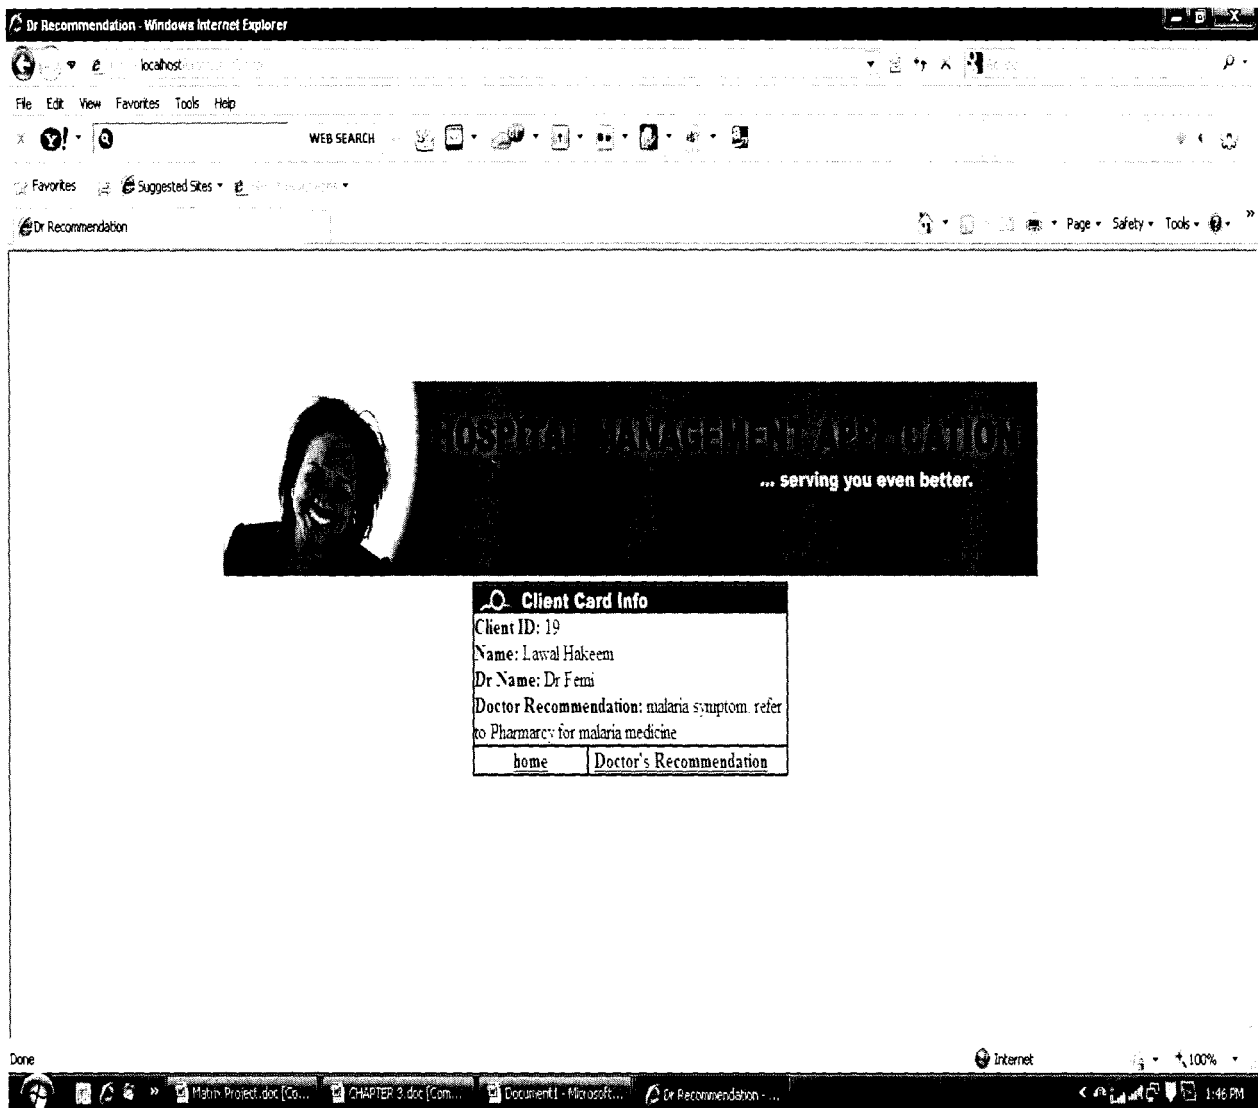 Dr Recommendation - Windows Internet Explorer
localhost
File Edit View Favorites Tools Help
Y! WEB SEARCH
Favorites Suggested Sites
Dr Recommendation
Page Safety Tools
HOSPITAL MANAGEMENT APPLICATION
... serving you even better.
Client Card Info
Client ID: 19
Name: Lawal Hakeem
Dr Name: Dr Femi
Doctor Recommendation: malaria symptom. refer
to Pharmarcy for malaria medicine
home Doctor's Recommendation
Done Internet 100%
Matrix Project.doc [Co... CHAPTER 3.doc [Com... Document1 - Microsoft... Dr Recommendation - ... 1:46 PM